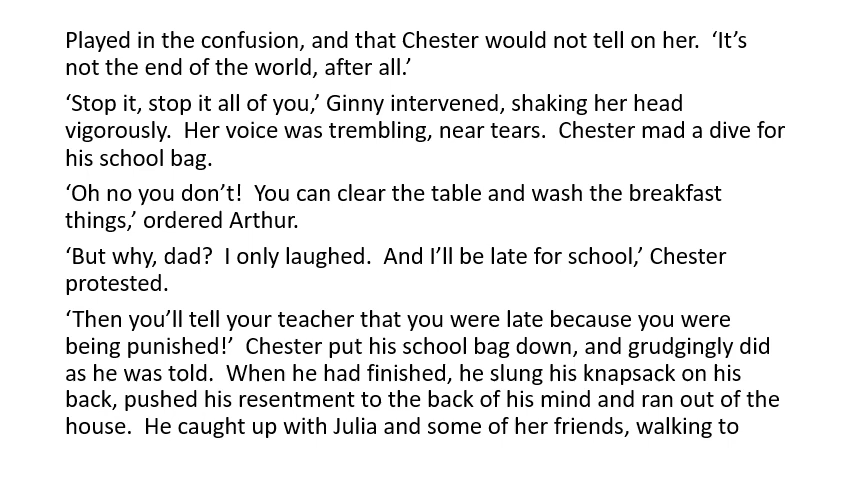 Played in the confusion, and that Chester would not tell on her.  ‘It’s
not the end of the world, after all.’
‘Stop it, stop it all of you,’ Ginny intervened, shaking her head
vigorously.  Her voice was trembling, near tears.  Chester mad a dive for
his school bag.
‘Oh no you don’t!  You can clear the table and wash the breakfast
things,’ ordered Arthur.
‘But why, dad?  I only laughed.  And I’ll be late for school,’ Chester
protested.
‘Then you’ll tell your teacher that you were late because you were
being punished!’  Chester put his school bag down, and grudgingly did
as he was told.  When he had finished, he slung his knapsack on his
back, pushed his resentment to the back of his mind and ran out of the
house.  He caught up with Julia and some of her friends, walking to